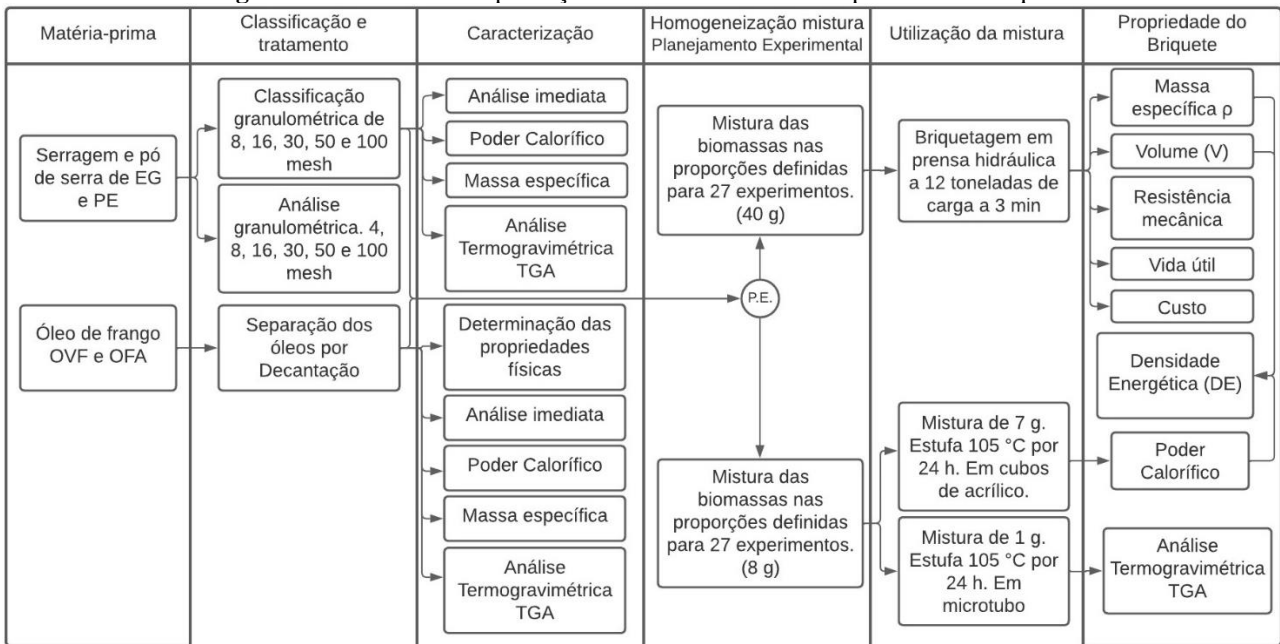 Matéria-prima
Classificação e
tratamento
Caracterização
Homogeneização mistura
Planejamento Experimental
Utilização da mistura
Propriedade do
Briquete
Serragem e pó
de serra de EG
e PE
Óleo de frango
OVF e OFA
Classificação
granulométrica de
8, 16, 30, 50 e 100
mesh
Análise
granulométrica. 4,
8, 16, 30, 50 e 100
mesh
Separação dos
óleos por
Decantação
Análise imediata
Poder Calorífico
Massa específica
Análise
Termogravimétrica
TGA
Determinação das
propriedades
físicas
Análise imediata
Poder Calorífico
Massa específica
Análise
Termogravimétrica
TGA
Mistura das
biomassas nas
proporções definidas
para 27 experimentos.
(40 g)
P.E.
Mistura das
biomassas nas
proporções definidas
para 27 experimentos.
(8 g)
Briquetagem em
prensa hidráulica
a 12 toneladas de
carga a 3 min
Mistura de 7 g.
Estufa 105 °C por
24 h. Em cubos
de acrílico.
Mistura de 1 g.
Estufa 105 °C por
24 h. Em
microtubo
Massa
específica ρ
Volume (V)
Resistência
mecânica
Vida útil
Custo
Densidade
Energética (DE)
Poder
Calorífico
Análise
Termogravimétrica
TGA